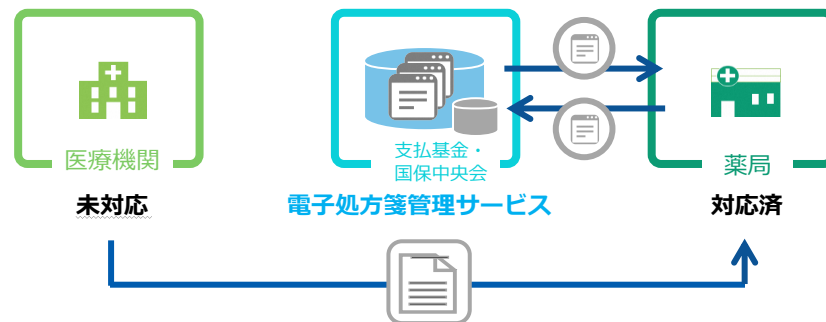 医療機関
未対応
支払基金・
国保中央会
電子処方箋管理サービス
薬局
対応済